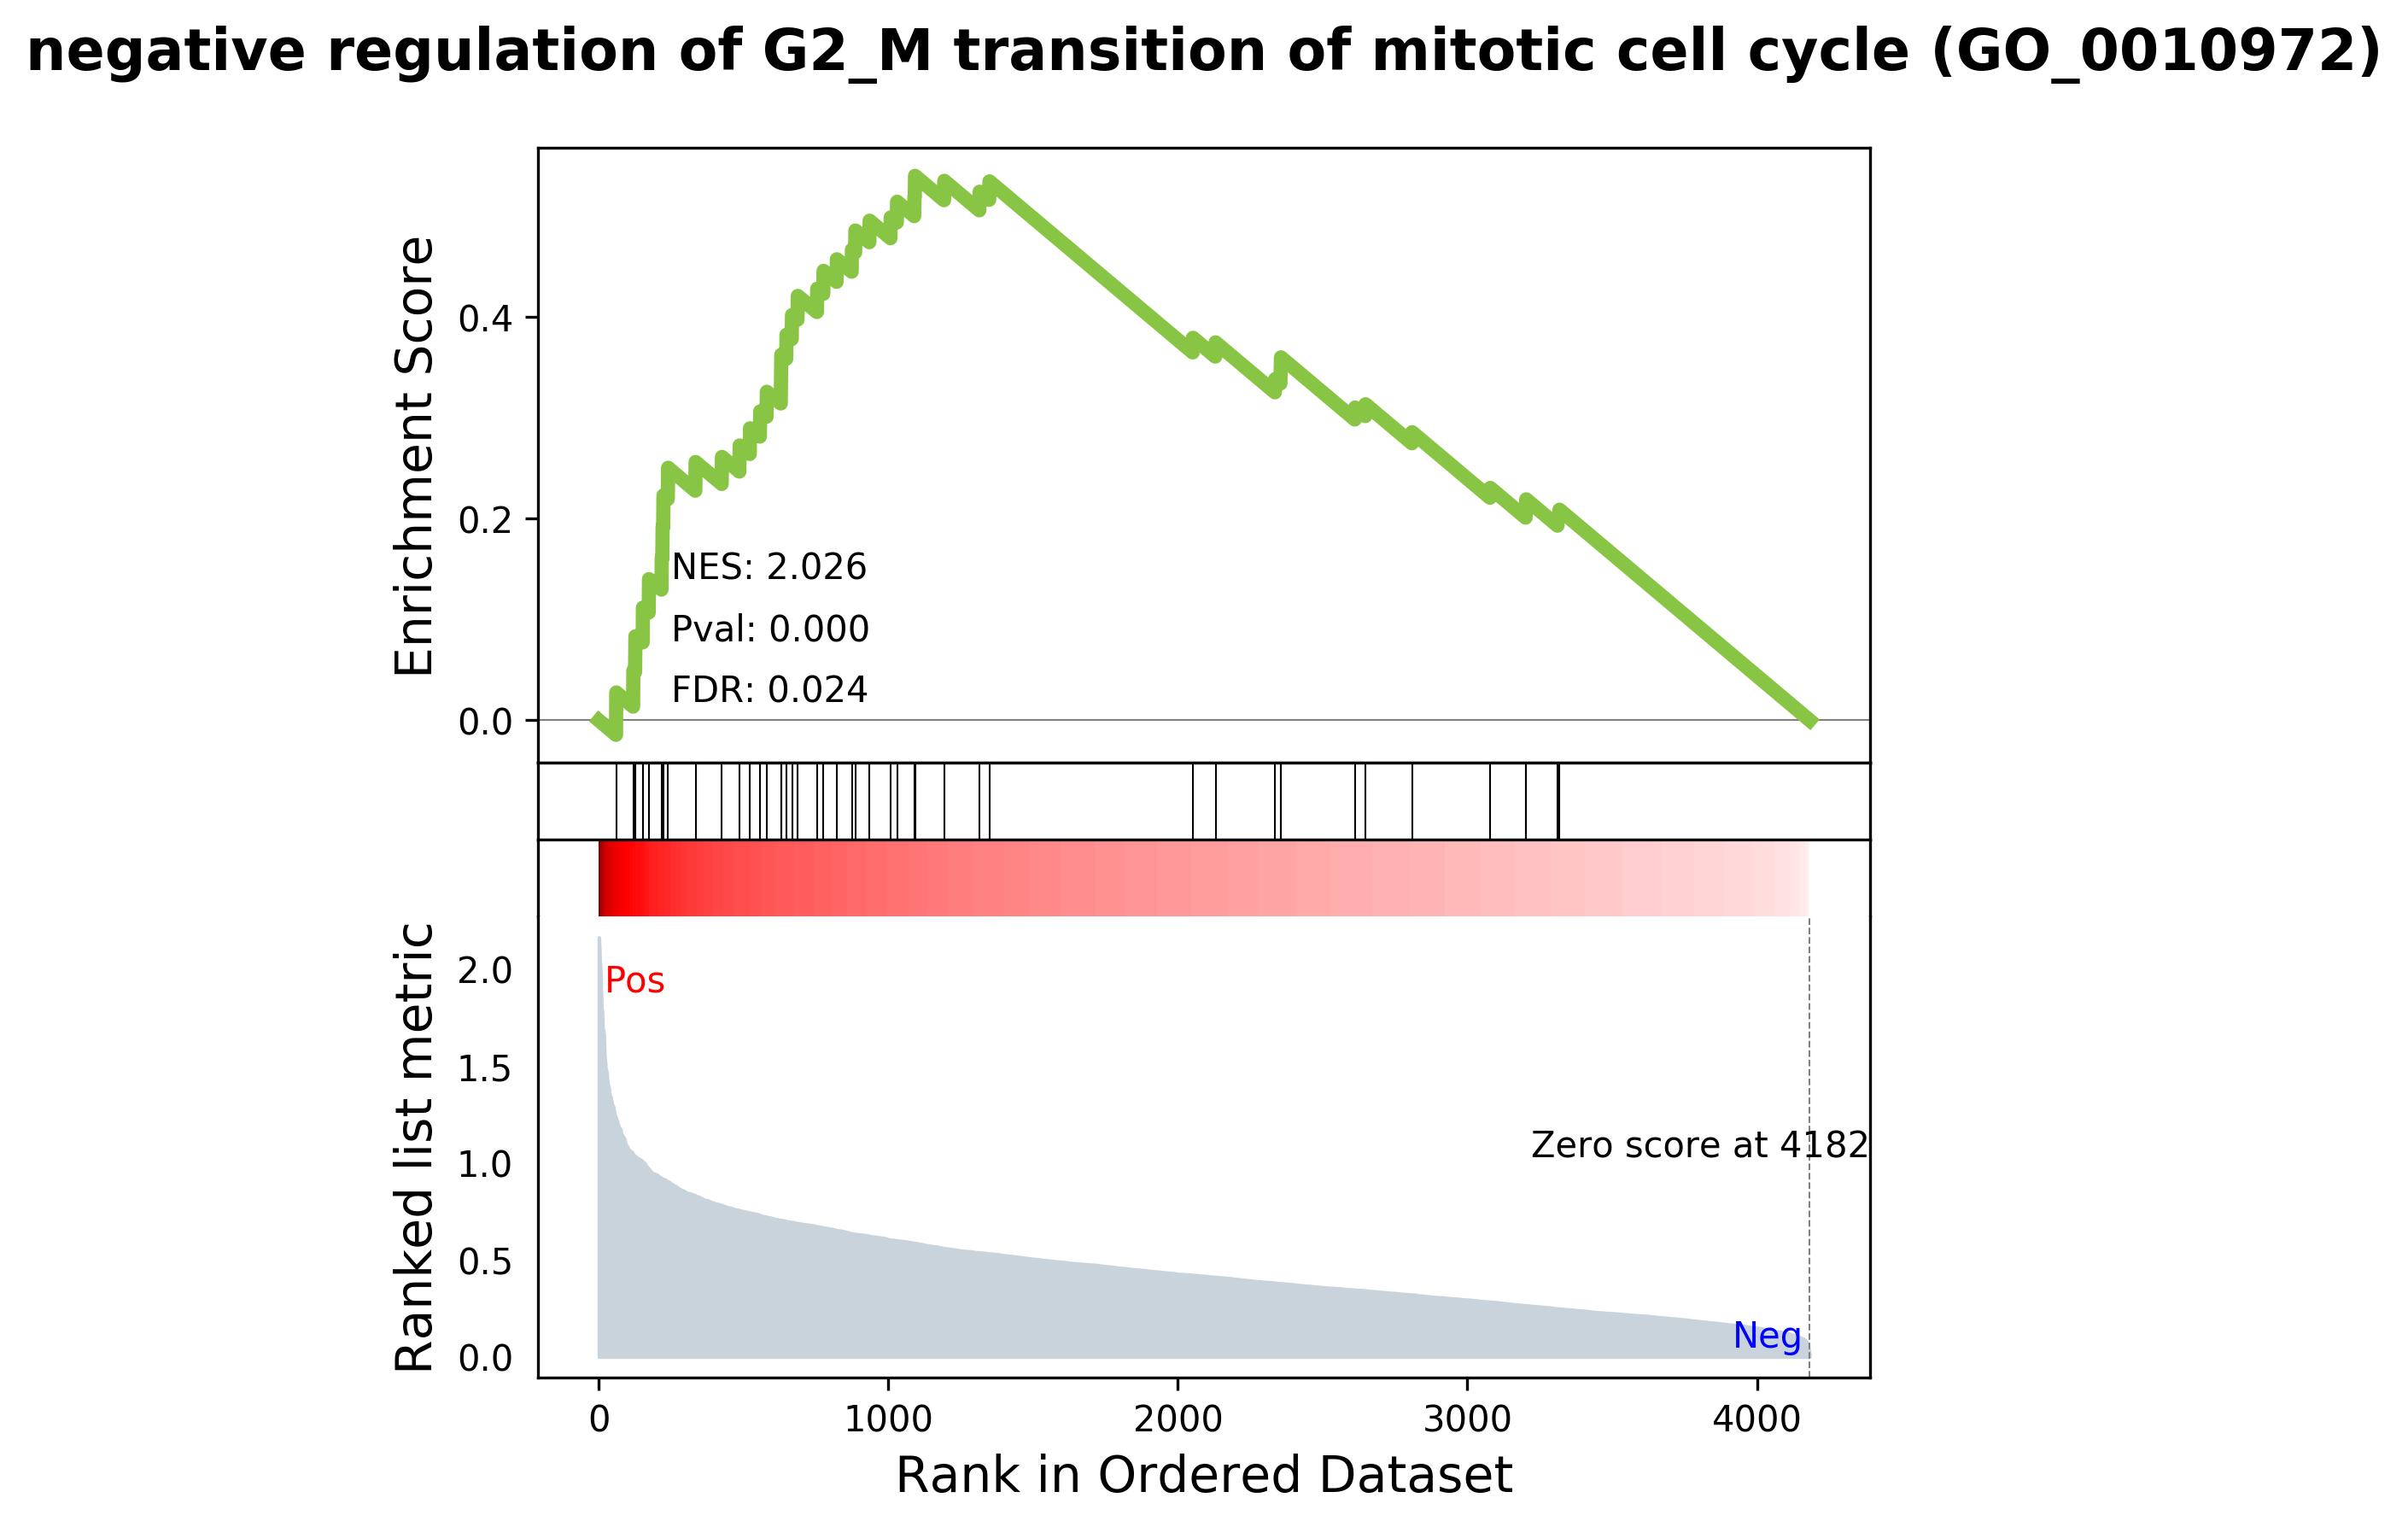 negative regulation of G2_M transition of mitotic cell cycle (GO_0010972)
Enrichment Score
0.4
0.2
0.0
NES: 2.026
Pval: 0.000
FDR: 0.024
Ranked list metric
2.0
1.5
1.0
0.5
0.0
Pos
Zero score at 4182
Neg
0 1000 2000 3000 4000
Rank in Ordered Dataset